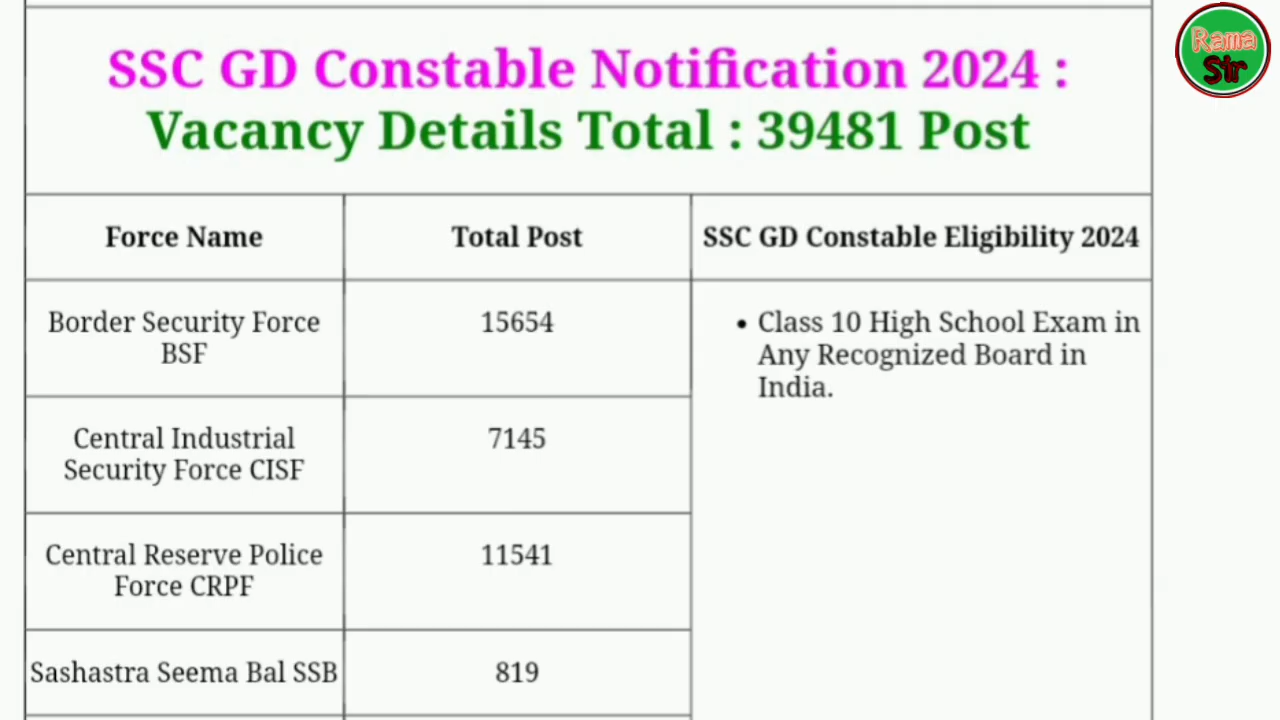 SSC GD Constable Notification 2024 :
Vacancy Details Total : 39481 Post
Force Name
Total Post
SSC GD Constable Eligibility 2024
Border Security Force
BSF
15654
• Class 10 High School Exam in
Any Recognized Board in
India.
Central Industrial
Security Force CISF
7145
Central Reserve Police
Force CRPF
11541
Sashastra Seema Bal SSB
819
Rama
Sir